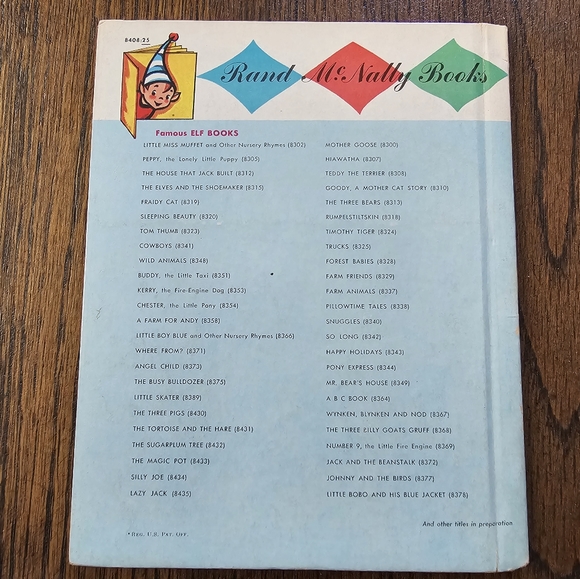 8408:25
Rand McNally Books
Famous ELF BOOKS
LITTLE MISS MUFFET and Other Nursery Rhymes (8302)
PEPPY, the Lonely Little Puppy (8305)
THE HOUSE THAT JACK BUILT (8312)
THE ELVES AND THE SHOEMAKER (8315)
FRAIDY CAT (8319)
SLEEPING BEAUTY (8320)
TOM THUMB (8323)
COWBOYS (8341)
WILD ANIMALS (8348)
BUDDY, the Little Taxi (8351)
KERRY, the Fire-Engine Dog (8353)
CHESTER, the Little Pony (8354)
A FARM FOR ANDY (8358)
LITTLE BOY BLUE and Other Nursery Rhymes (8366)
WHERE FROM? (8371)
ANGEL CHILD (8373)
THE BUSY BULLDOZER (8375)
LITTLE SKATER (8389)
THE THREE PIGS (8430)
THE TORTOISE AND THE HARE (8431)
THE SUGARPLUM TREE (8432)
THE MAGIC POT (8433)
SILLY JOE (8434)
LAZY JACK (8435)
MOTHER GOOSE (8300)
HIAWATHA (8307)
TEDDY THE TERRIER (8308)
GOODY, A MOTHER CAT STORY (8310)
THE THREE BEARS (8313)
RUMPELSTILTSKIN (8318)
TIMOTHY TIGER (8324)
TRUCKS (8325)
FOREST BABIES (8328)
FARM FRIENDS (8329)
FARM ANIMALS (8337)
PILLOWTIME TALES (8338)
SNUGGLES (8340)
SO LONG (8342)
HAPPY HOLIDAYS (8343)
PONY EXPRESS (8344)
MR. BEAR'S HOUSE (8349)
A B C BOOK (8364)
WYNKEN, BLYNKEN AND NOD (8367)
THE THREE BILLY GOATS GRUFF (8368)
NUMBER 9, the Little Fire Engine (8369)
JACK AND THE BEANSTALK (8372)
JOHNNY AND THE BIRDS (8377)
LITTLE BOBO AND HIS BLUE JACKET (8378)
And other titles in preparation
*REG. U.S. PAT. OFF.